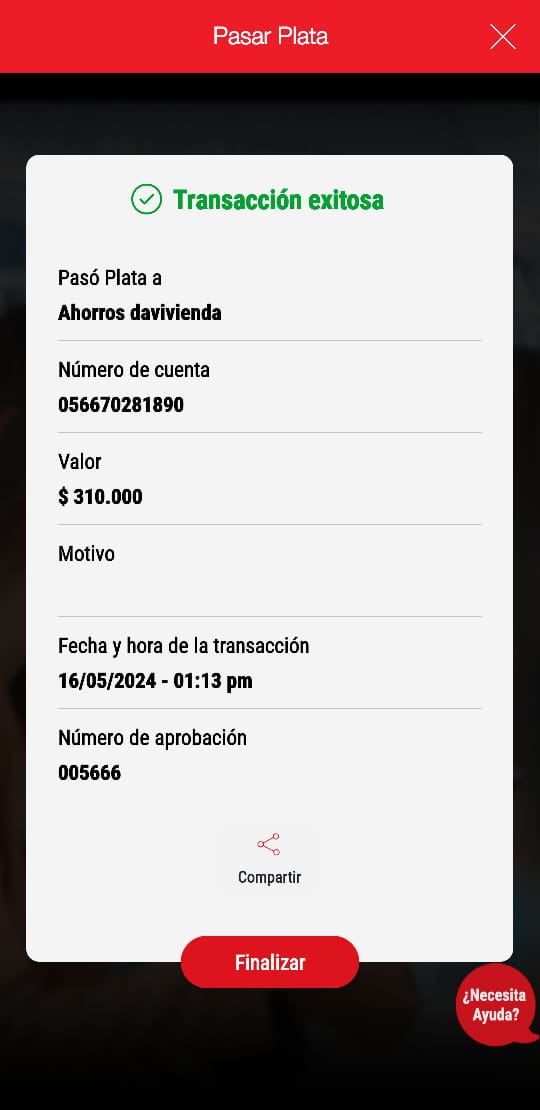 Pasar Plata
Transacción exitosa
Pasó Plata a
Ahorros davivienda
Número de cuenta
056670281890
Valor
$ 310.000
Motivo
Fecha y hora de la transacción
16/05/2024 - 01:13 pm
Número de aprobación
005666
Compartir
Finalizar
¿Necesita
Ayuda?